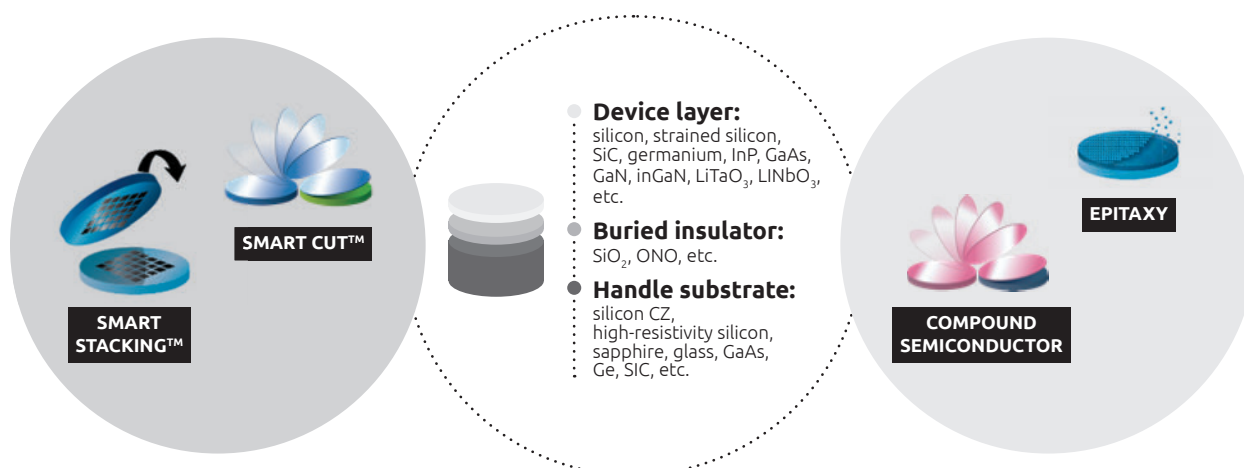 SMART CUT™
SMART
STACKING™
Device layer:
silicon, strained silicon,
SiC, germanium, InP, GaAs,
GaN, inGaN, LiTaO₃, LINbO₃,
etc.
Buried insulator:
SiO₂, ONO, etc.
Handle substrate:
silicon CZ,
high-resistivity silicon,
sapphire, glass, GaAs,
Ge, SIC, etc.
EPITAXY
COMPOUND
SEMICONDUCTOR